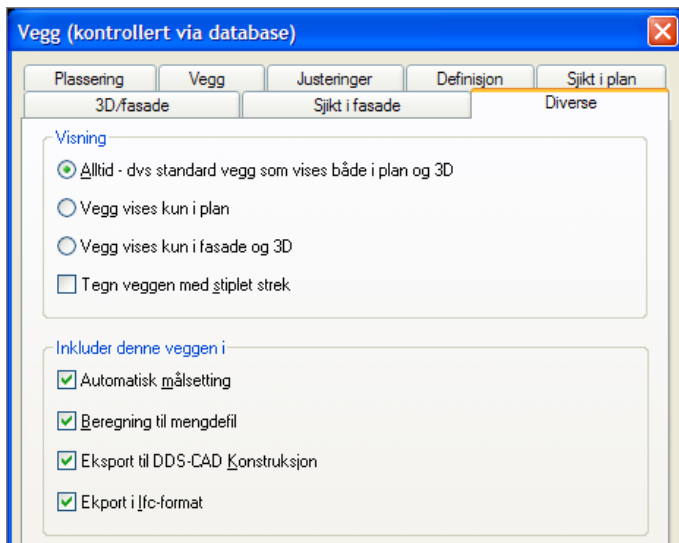 Vegg (kontrollert via database)
Plassering Vegg Justeringer Definisjon Sjikt i plan
3D/fasade Sjikt i fasade Diverse
Visning
Alltid - dvs standard vegg som vises både i plan og 3D
Vegg vises kun i plan
Vegg vises kun i fasade og 3D
Tegn veggen med stiplet strek
Inkluder denne veggen i
Automatisk målsetting
Beregning til mengdefil
Eksport til DDS-CAD Konstruksjon
Ekport i Ifc-format